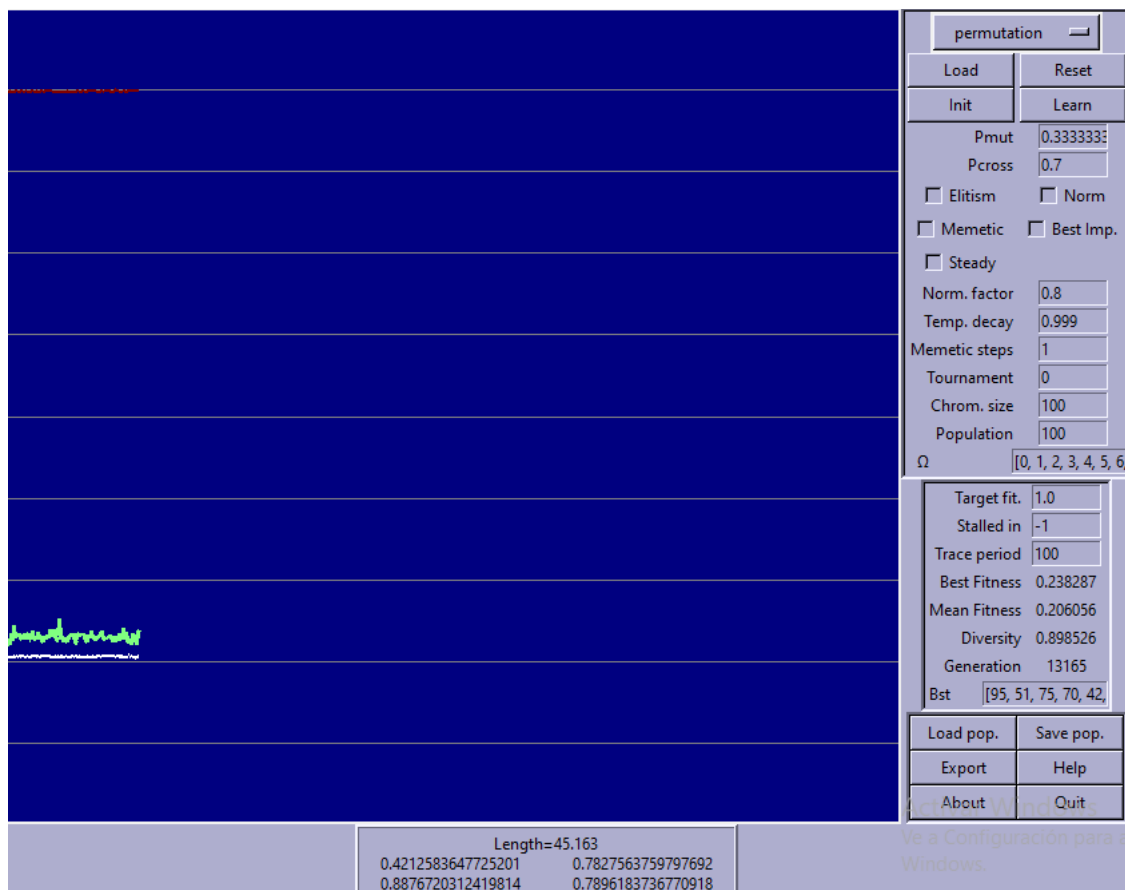 permutation
Load Reset
Init Learn
Pmut 0.3333333
Pcross 0.7
Elitism Norm
Memetic Best Imp.
Steady
Norm. factor 0.8
Temp. decay 0.999
Memetic steps 1
Tournament 0
Chrom. size 100
Population 100
Ω [0, 1, 2, 3, 4, 5, 6,
Target fit. 1.0
Stalled in -1
Trace period 100
Best Fitness 0.238287
Mean Fitness 0.206056
Diversity 0.898526
Generation 13165
Bst [95, 51, 75, 70, 42,
Load pop. Save pop.
Export Help
About Quit
Activar Windows
Ve a Configuración para
Windows.
Length=45.163
0.4212583647725201 0.7827563759797692
0.8876720312419814 0.7896183736770918